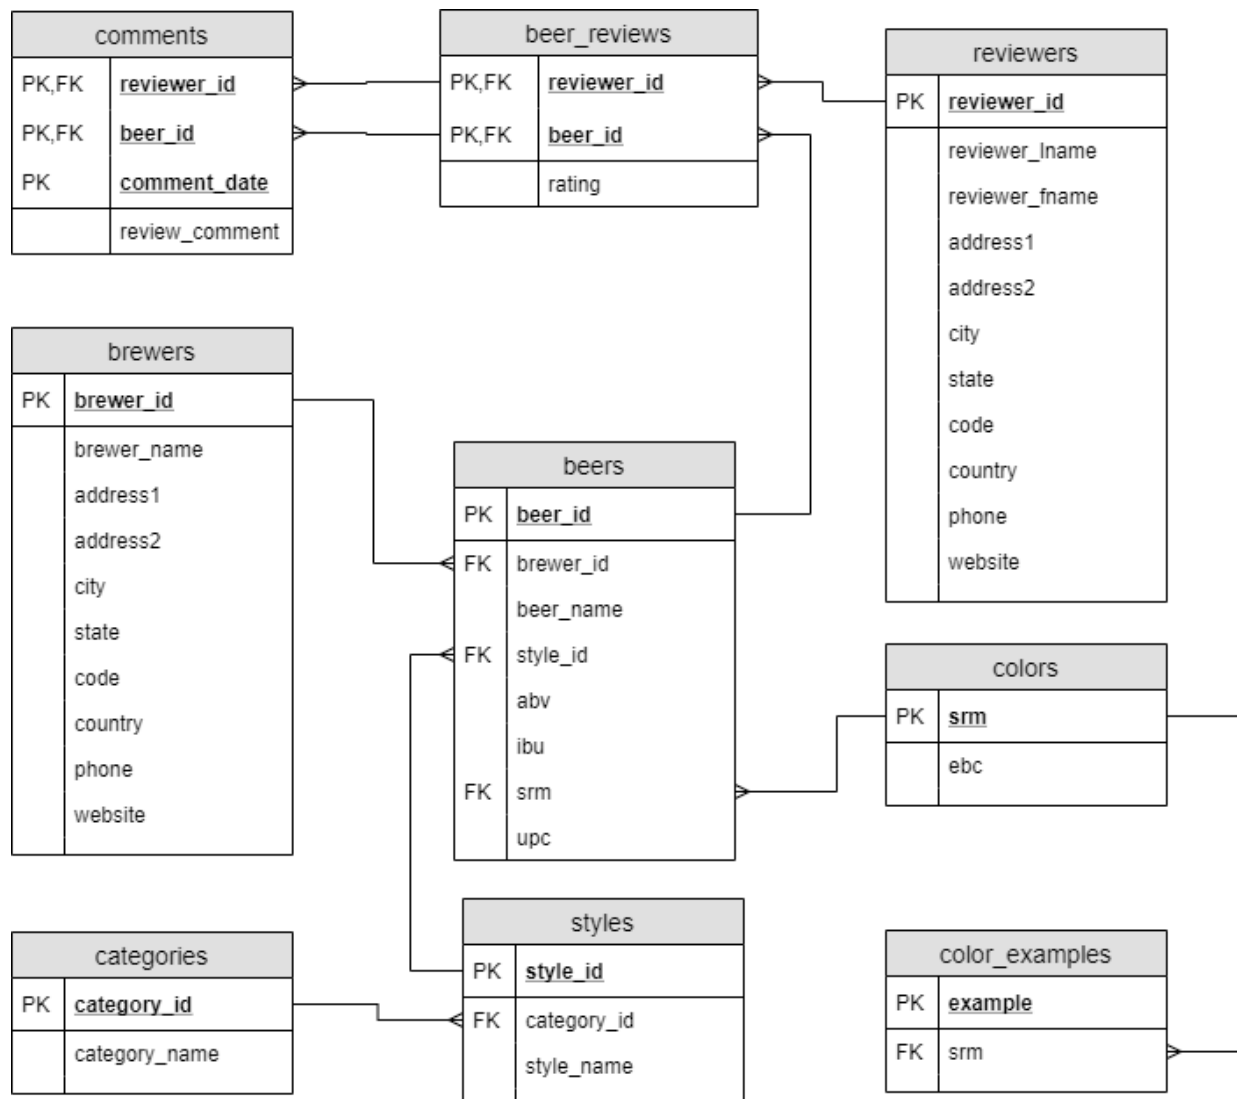 comments
PK,FK reviewer_id
PK,FK beer_id
PK comment_date
review_comment
beer_reviews
PK,FK reviewer_id
PK,FK beer_id
rating
reviewers
PK reviewer_id
reviewer_lname
reviewer_fname
address1
address2
city
state
code
country
phone
website
brewers
PK brewer_id
brewer_name
address1
address2
city
state
code
country
phone
website
beers
PK beer_id
FK brewer_id
beer_name
FK style_id
abv
ibu
FK srm
upc
colors
PK srm
ebc
categories
PK category_id
category_name
styles
PK style_id
FK category_id
style_name
color_examples
PK example
FK srm